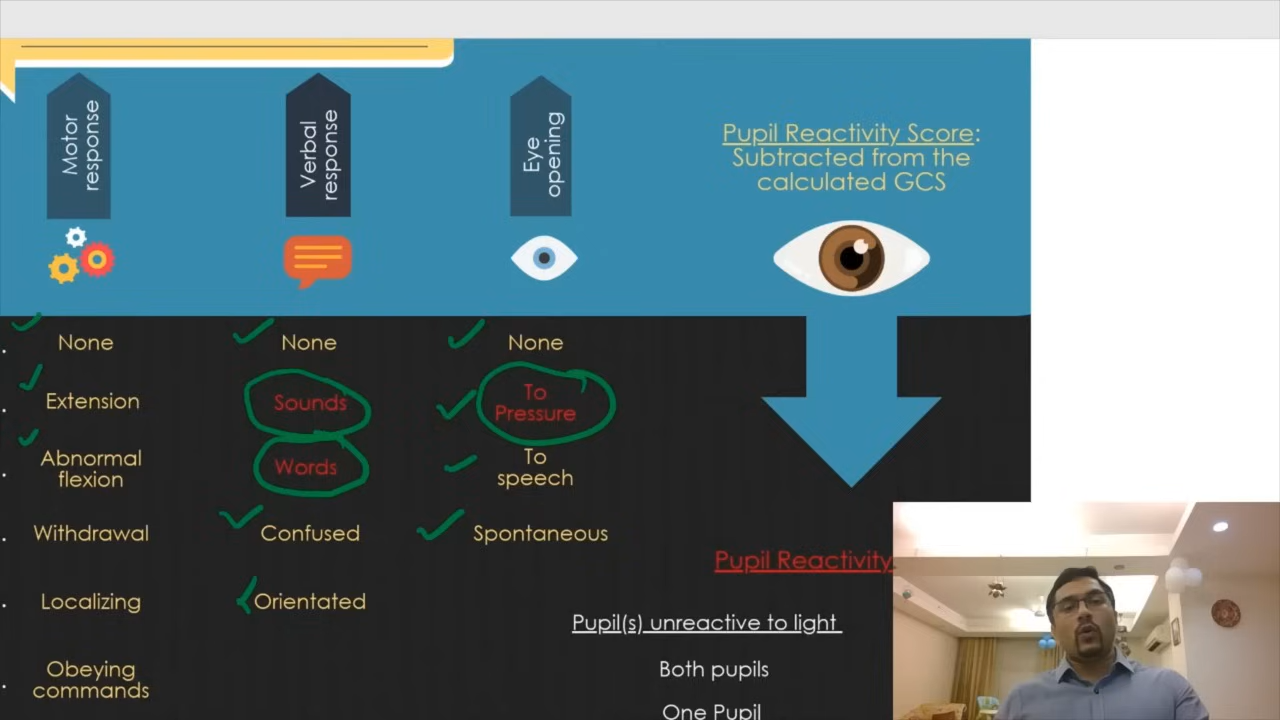 Motor
response
Verbal
response
Eye
opening
Pupil Reactivity Score:
Subtracted from the
calculated GCS
None
None
None
Extension
Sounds
To
Pressure
Abnormal
flexion
Words
To
speech
Withdrawal
Confused
Spontaneous
Pupil Reactivity
Localizing
Orientated
Pupil(s) unreactive to light
Obeying
commands
Both pupils
One Pupil